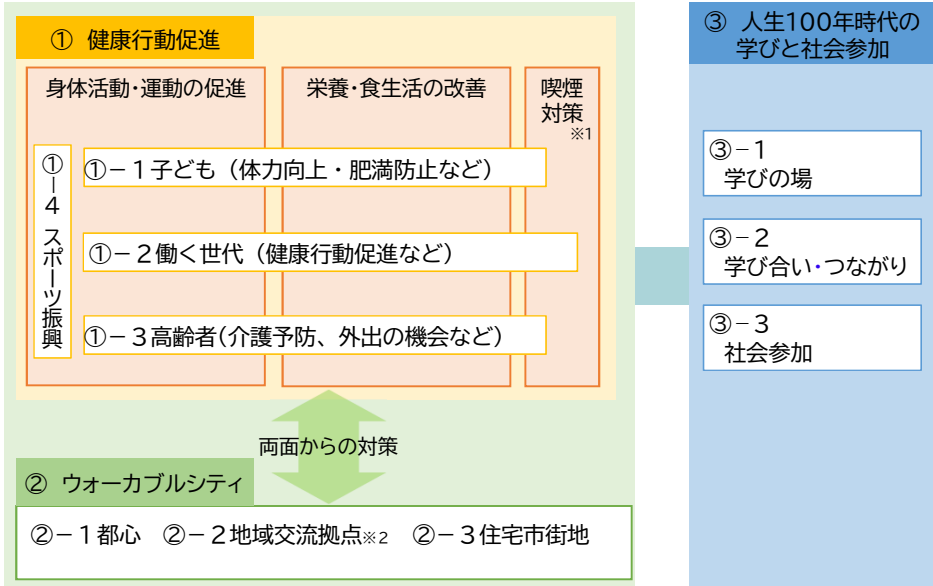 ① 健康行動促進
身体活動・運動の促進
栄養・食生活の改善
喫煙
対策
※1
①－4 スポーツ振興
①－1子ども（体力向上・肥満防止など）
①－2働く世代（健康行動促進など）
①－3高齢者（介護予防、外出の機会など）
両面からの対策
② ウォーカブルシティ
②－1都心　②－2地域交流拠点※2　②－3住宅市街地
③ 人生100年時代の
学びと社会参加
③－1
学びの場
③－2
学び合い・つながり
③－3
社会参加